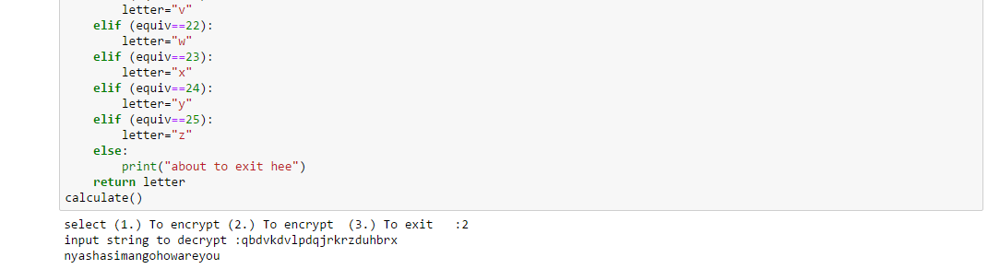 letter="v"
elif (equiv==22):
letter="w"
elif (equiv==23):
letter="x"
elif (equiv==24):
letter="y"
elif (equiv==25):
letter="z"
else:
print("about to exit hee")
return letter
calculate()
select (1.) To encrypt (2.) To encrypt  (3.) To exit   :2
input string to decrypt :qbdvkdvlpdqjrkrzduhbrx
nyashasimangohowareyou